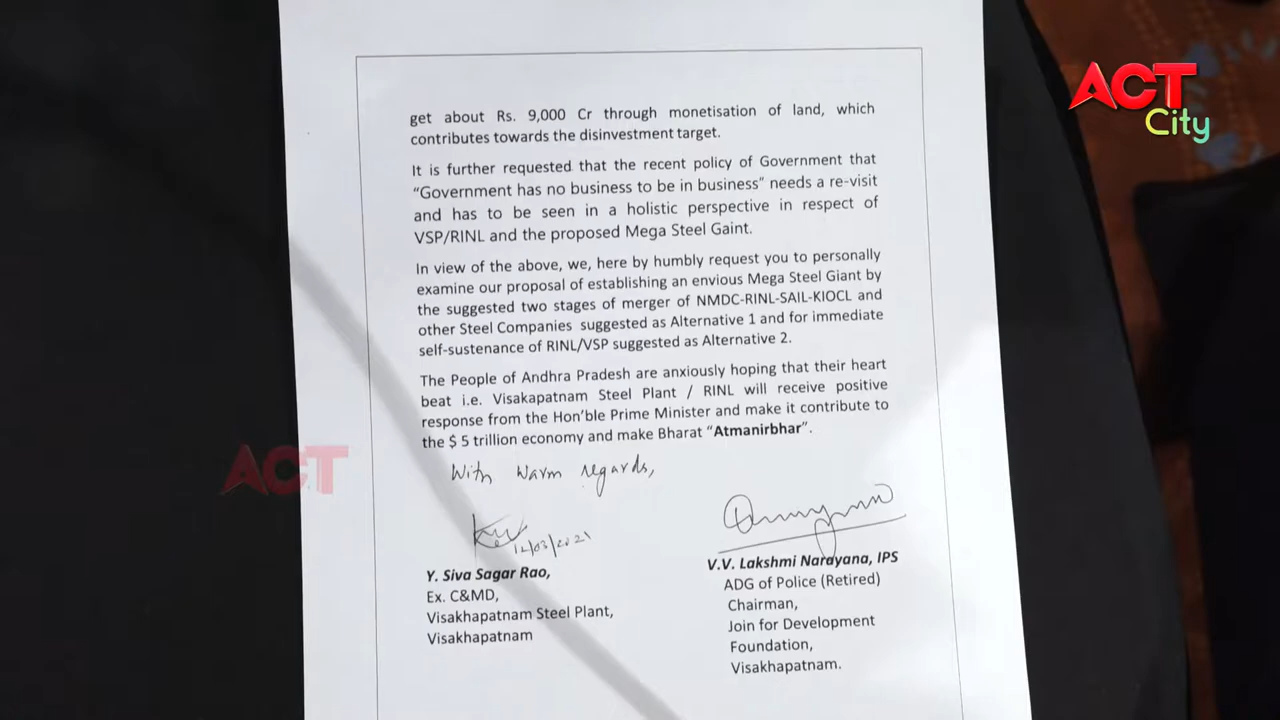 get about Rs. 9,000 Cr through monetisation of land, which
contributes towards the disinvestment target.
It is further requested that the recent policy of Government that
“Government has no business to be in business” needs a re-visit
and has to be seen in a holistic perspective in respect of
VSP/RINL and the proposed Mega Steel Gaint.
In view of the above, we, here by humbly request you to personally
examine our proposal of establishing an envious Mega Steel Giant by
the suggested two stages of merger of NMDC-RINL-SAIL-KIOCL and
other Steel Companies suggested as Alternative 1 and for immediate
self-sustenance of RINL/VSP suggested as Alternative 2.
The People of Andhra Pradesh are anxiously hoping that their heart
beat i.e. Visakapatnam Steel Plant / RINL will receive positive
response from the Hon’ble Prime Minister and make it contribute to
the $ 5 trillion economy and make Bharat “Atmanirbhar”.
With warm regards,
12/03/2021
Y. Siva Sagar Rao,
Ex. C&MD,
Visakhapatnam Steel Plant,
Visakhapatnam
V.V. Lakshmi Narayana, IPS
ADG of Police (Retired)
Chairman,
Join for Development
Foundation,
Visakhapatnam.
ACT
City
ACT